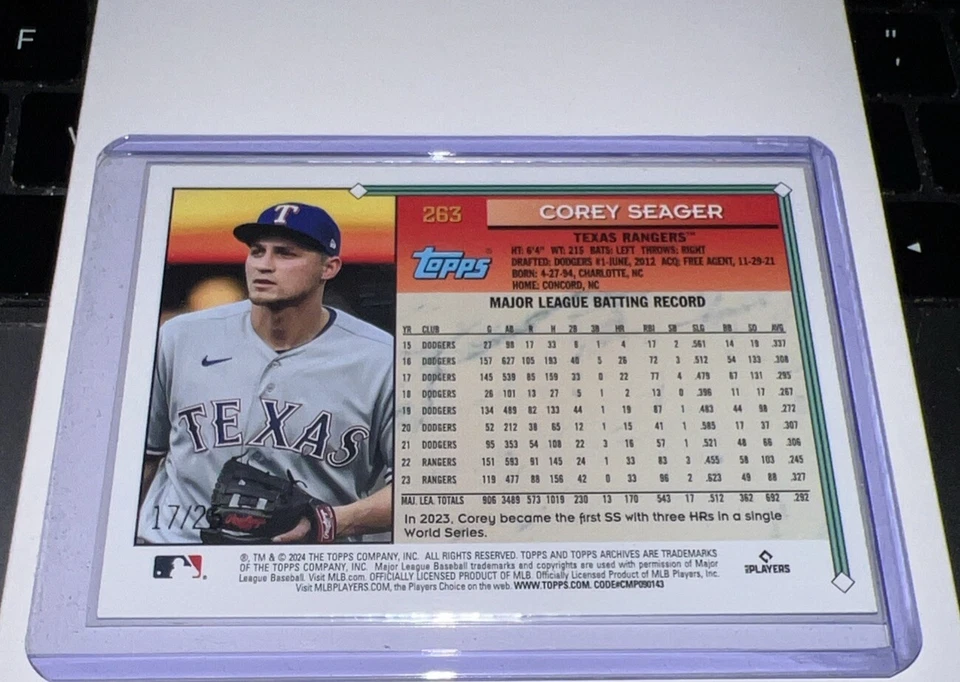 F
"
'
263
COREY SEAGER
TEXAS RANGERS™
topps
HT: 6'4" WT: 215 BATS: LEFT THROWS: RIGHT
DRAFTED: DODGERS #1-JUNE, 2012 ACQ: FREE AGENT, 11-29-21
BORN: 4-27-94, CHARLOTTE, NC
HOME: CONCORD, NC
MAJOR LEAGUE BATTING RECORD
YR CLUB G AB R H 2B 3B HR RBI SB SLG BB SO AVG
15 DODGERS 27 98 17 33 8 1 4 17 2 .561 14 19 .337
16 DODGERS 157 627 105 193 40 5 26 72 3 .512 54 133 .308
17 DODGERS 145 539 85 159 33 0 22 77 4 .479 67 131 .295
18 DODGERS 26 101 13 27 5 1 2 13 0 .396 11 17 .267
19 DODGERS 134 489 82 133 44 1 19 87 1 .483 44 98 .272
20 DODGERS 52 212 38 65 12 1 15 41 1 .585 17 37 .307
21 DODGERS 95 353 54 108 22 3 16 57 1 .521 48 66 .306
22 RANGERS 151 593 91 145 24 1 33 83 3 .455 58 103 .245
23 RANGERS 119 477 88 156 42 0 33 96 2 .623 49 88 .327
MAJ. LEA. TOTALS 906 3489 573 1019 230 13 170 543 17 .512 362 692 .292
In 2023, Corey became the first SS with three HRs in a single
World Series.
T
TEXAS
17/25
®, TM & © 2024 THE TOPPS COMPANY, INC. ALL RIGHTS RESERVED. TOPPS AND TOPPS ARCHIVES ARE TRADEMARKS
OF THE TOPPS COMPANY, INC. Major League Baseball trademarks and copyrights are used with permission of Major
League Baseball. Visit MLB.com. OFFICIALLY LICENSED PRODUCT OF MLB. Officially Licensed Product of MLB Players, Inc.
Visit MLBPLAYERS.COM, the Players Choice on the web. WWW.TOPPS.COM. CODE#CMP090143
PLAYERS